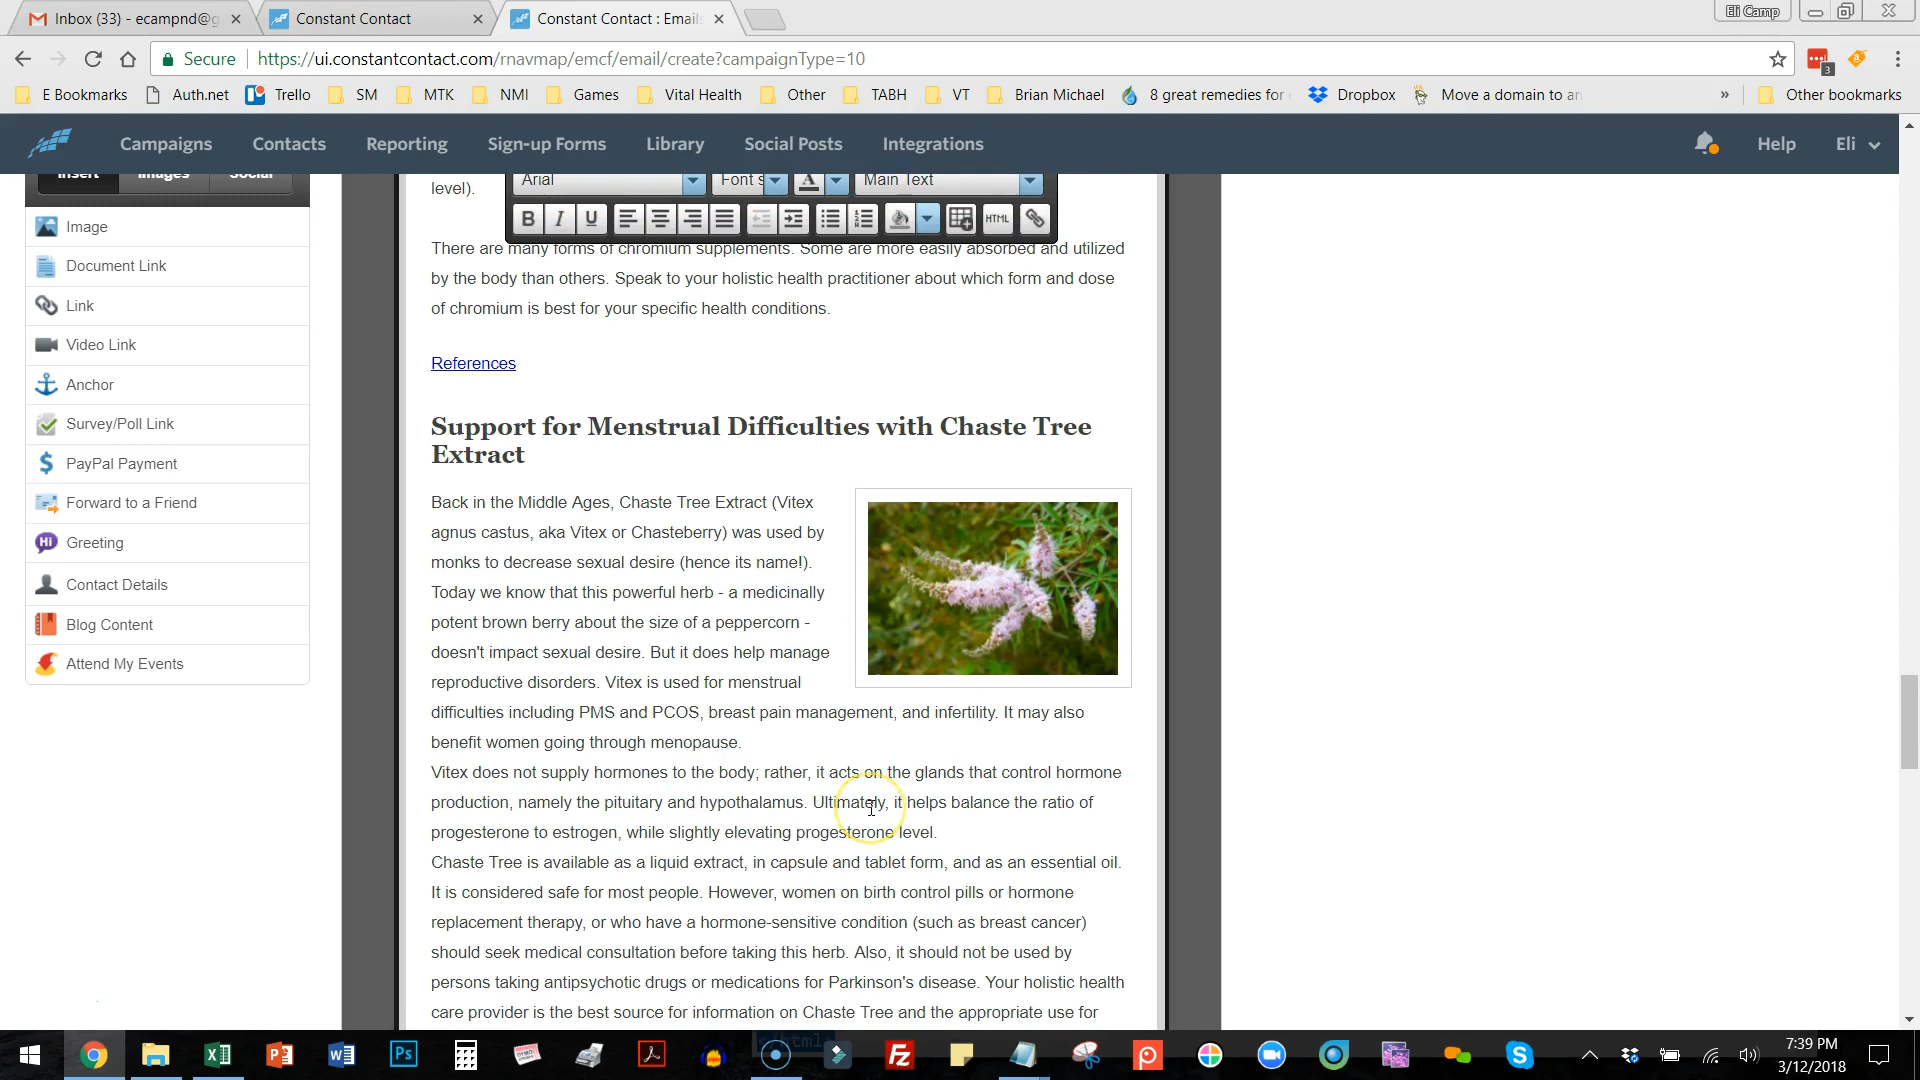 Inbox (33) - ecampnd@g
Constant Contact
Constant Contact : Emails
Eli Camp
Secure
https://ui.constantcontact.com/rnavmap/emcf/email/create?campaignType=10
3
E Bookmarks
Auth.net
Trello
SM
MTK
NMI
Games
Vital Health
Other
TABH
VT
Brian Michael
8 great remedies for
Dropbox
Move a domain to an
»
Other bookmarks
Campaigns
Contacts
Reporting
Sign-up Forms
Library
Social Posts
Integrations
Help
Eli
Insert
Images
Social
Image
Document Link
Link
Video Link
Anchor
Survey/Poll Link
PayPal Payment
Forward to a Friend
Hi
Greeting
Contact Details
Blog Content
Attend My Events
level).
Arial
Font s
A
Main Text
B
I
U
HTML
There are many forms of chromium supplements. Some are more easily absorbed and utilized
by the body than others. Speak to your holistic health practitioner about which form and dose
of chromium is best for your specific health conditions.
References
Support for Menstrual Difficulties with Chaste Tree
Extract
Back in the Middle Ages, Chaste Tree Extract (Vitex
agnus castus, aka Vitex or Chasteberry) was used by
monks to decrease sexual desire (hence its name!).
Today we know that this powerful herb - a medicinally
potent brown berry about the size of a peppercorn -
doesn't impact sexual desire. But it does help manage
reproductive disorders. Vitex is used for menstrual
difficulties including PMS and PCOS, breast pain management, and infertility. It may also
benefit women going through menopause.
Vitex does not supply hormones to the body; rather, it acts on the glands that control hormone
production, namely the pituitary and hypothalamus. Ultimately, it helps balance the ratio of
progesterone to estrogen, while slightly elevating progesterone level.
Chaste Tree is available as a liquid extract, in capsule and tablet form, and as an essential oil.
It is considered safe for most people. However, women on birth control pills or hormone
replacement therapy, or who have a hormone-sensitive condition (such as breast cancer)
should seek medical consultation before taking this herb. Also, it should not be used by
persons taking antipsychotic drugs or medications for Parkinson's disease. Your holistic health
care provider is the best source for information on Chaste Tree and the appropriate use for
7:39 PM
3/12/2018